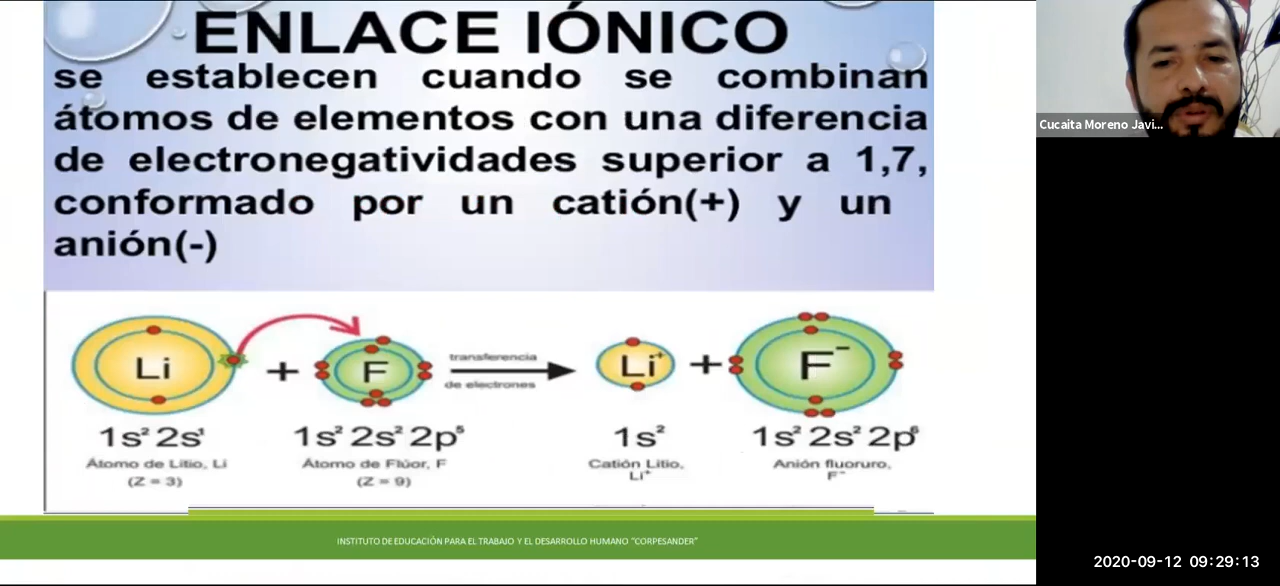 ENLACE IÓNICO
se establecen cuando se combinan
átomos de elementos con una diferencia
de electronegatividades superior a 1,7,
conformado por un catión(+) y un
anión(-)
Cucaita Moreno Javi...
Li + F transferencia de electrones Li⁺ + F⁻
1s² 2s¹ 1s² 2s² 2p⁵ 1s² 1s² 2s² 2p⁶
Átomo de Litio, Li Átomo de Flúor, F Catión Litio, Anión fluoruro,
(Z = 3) (Z = 9) Li⁺ F⁻
INSTITUTO DE EDUCACIÓN PARA EL TRABAJO Y EL DESARROLLO HUMANO "CORPESANDER"
2020-09-12 09:29:13